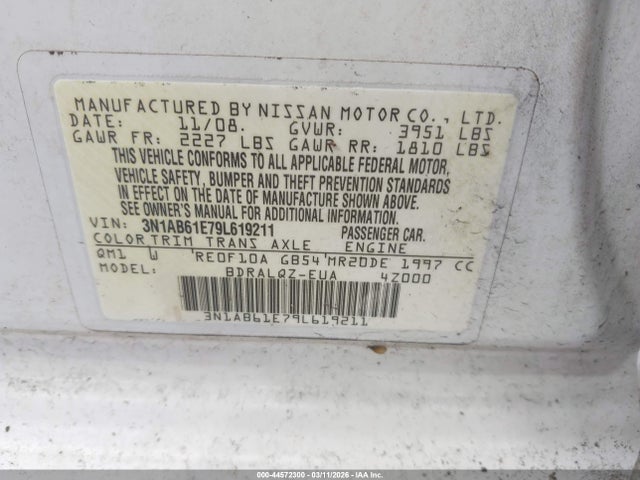 MANUFACTURED BY NISSAN MOTOR CO., LTD.
DATE: 11/08. GVWR: 3951 LBS
GAWR FR: 2227 LBS GAWR RR: 1810 LBS
THIS VEHICLE CONFORMS TO ALL APPLICABLE FEDERAL MOTOR,
VEHICLE SAFETY, BUMPER AND THEFT PREVENTION STANDARDS
IN EFFECT ON THE DATE OF MANUFACTURE SHOWN ABOVE.
SEE OWNER'S MANUAL FOR ADDITIONAL INFORMATION.
VIN: 3N1AB61E79L619211 PASSENGER CAR.
COLOR TRIM TRANS AXLE ENGINE
QM1 W RE0F10A GB54 MR20DE 1997 CC
MODEL: BDRALQZ-EUA 4Z000
3N1AB61E79L619211
000-44572300 - 03/11/2026 - IAA, Inc.